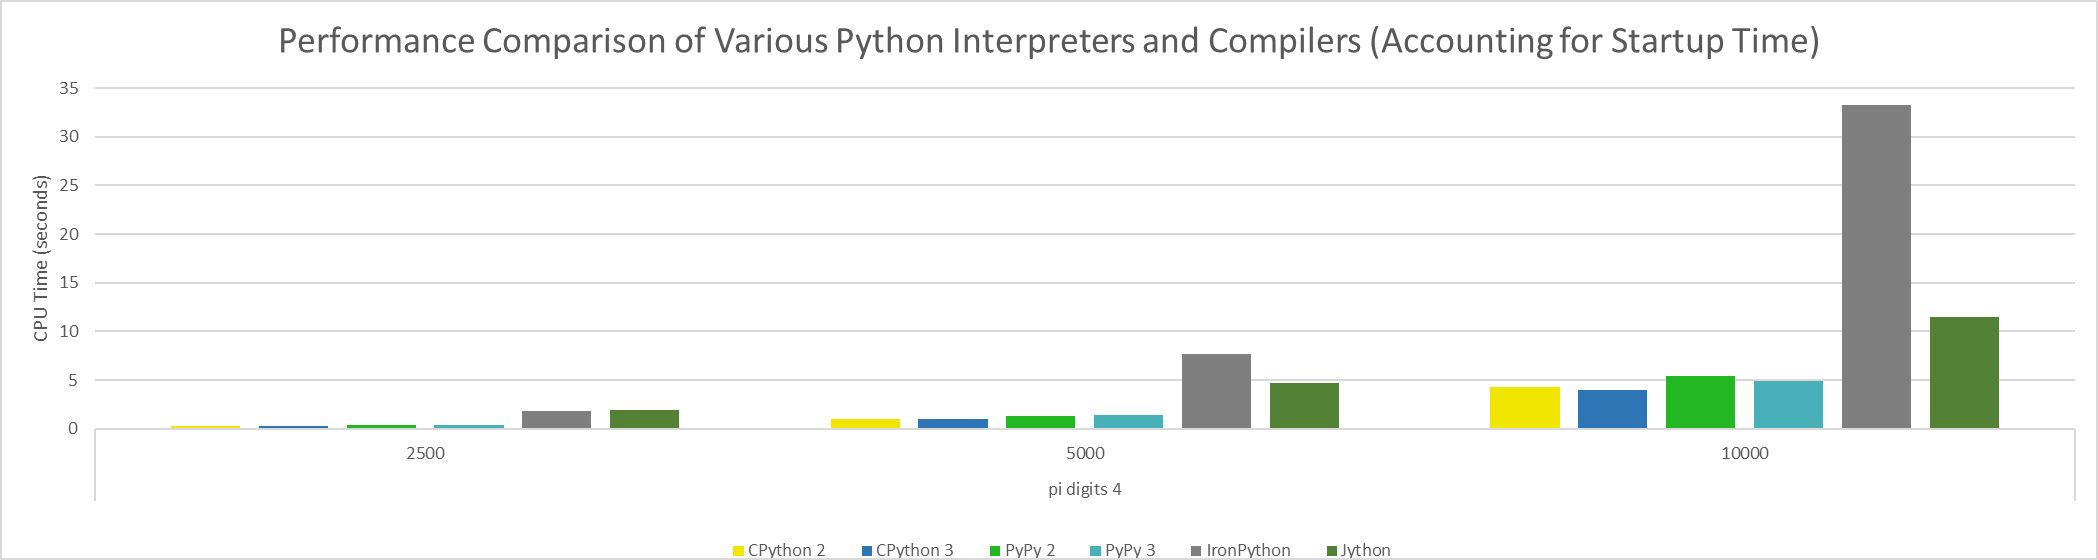 Performance Comparison of Various Python Interpreters and Compilers (Accounting for Startup Time)
CPU Time (seconds)
35
30
25
20
15
10
5
0
2500 5000 10000
pi digits 4
CPython 2 CPython 3 PyPy 2 PyPy 3 IronPython Jython